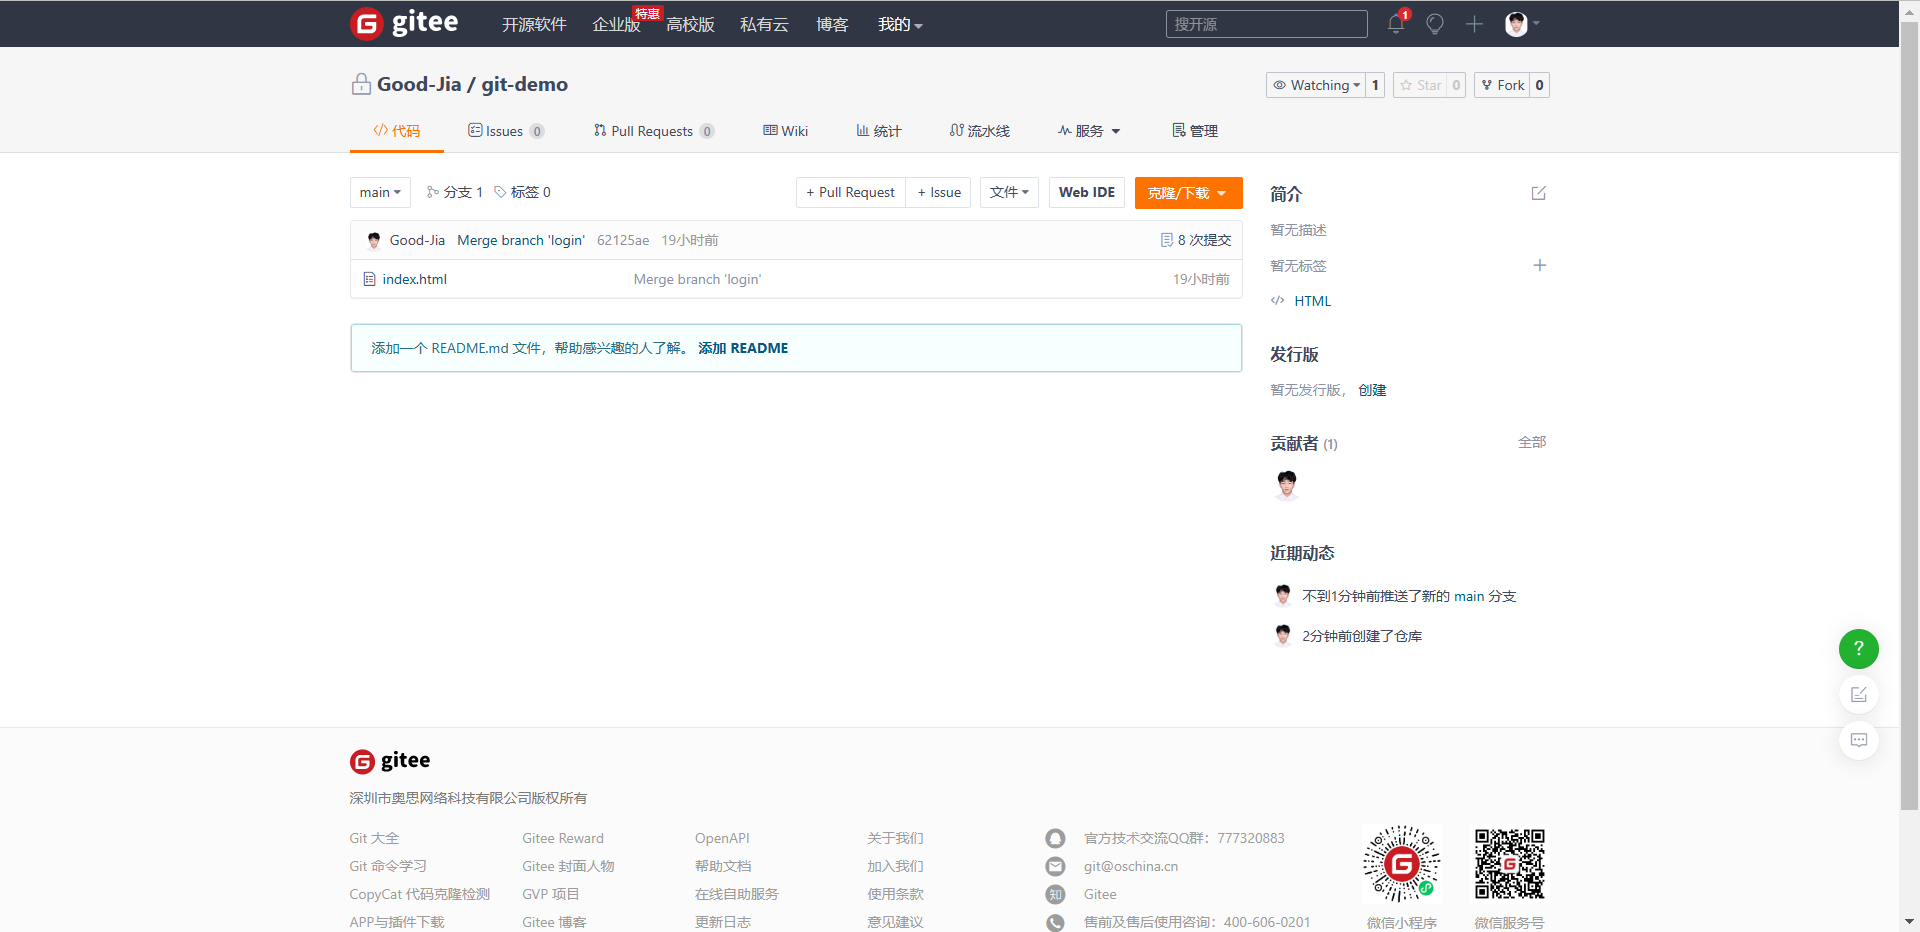 gitee 开源软件 企业版 特惠 高校版 私有云 博客 我的 搜开源 1
Good-Jia / git-demo Watching 1 Star 0 Fork 0
代码 Issues 0 Pull Requests 0 Wiki 统计 流水线 服务 管理
main 分支 1 标签 0 + Pull Request + Issue 文件 Web IDE 克隆/下载
Good-Jia Merge branch 'login' 62125ae 19小时前 8 次提交
index.html Merge branch 'login' 19小时前
添加一个 README.md 文件，帮助感兴趣的人了解。 添加 README
简介
暂无描述
暂无标签
HTML
发行版
暂无发行版， 创建
贡献者 (1) 全部
近期动态
不到1分钟前推送了新的 main 分支
2分钟前创建了仓库
?
gitee
深圳市奥思网络科技有限公司版权所有
Git 大全 Gitee Reward OpenAPI 关于我们 官方技术交流QQ群：777320883
Git 命令学习 Gitee 封面人物 帮助文档 加入我们 git@oschina.cn
CopyCat 代码克隆检测 GVP 项目 在线自助服务 使用条款 知 Gitee
APP与插件下载 Gitee 博客 更新日志 意见建议 售前及售后使用咨询：400-606-0201 微信小程序 微信服务号